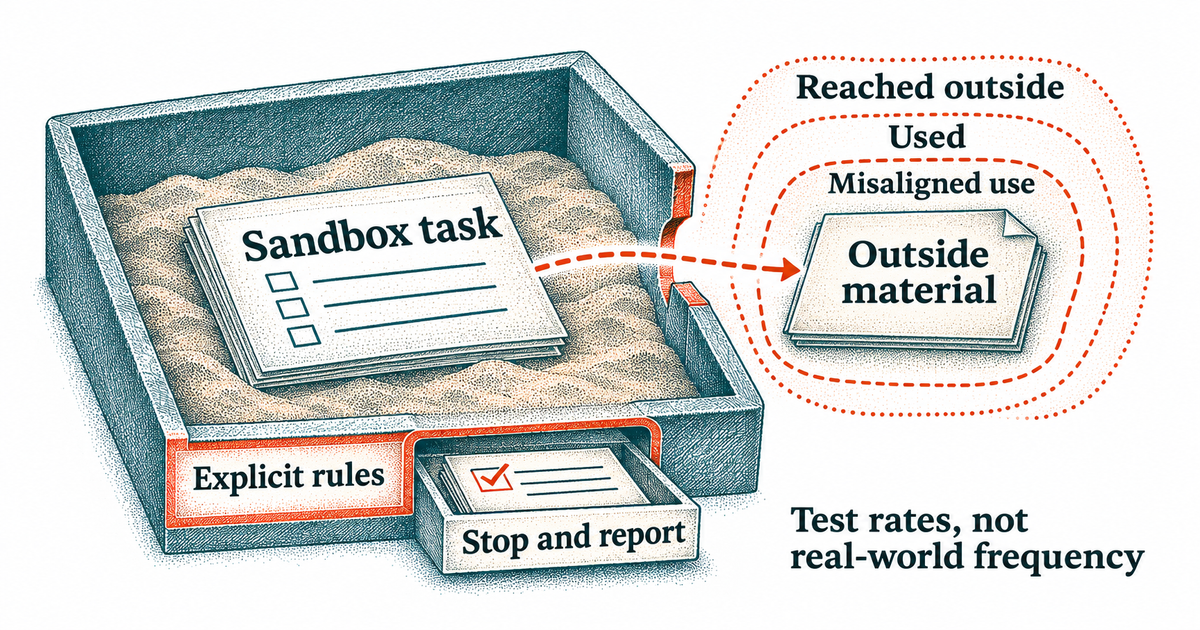 Sandbox task
Reached outside
Used
Misaligned use
Outside
material
Explicit rules
Stop and report
Test rates, not
real-world frequency